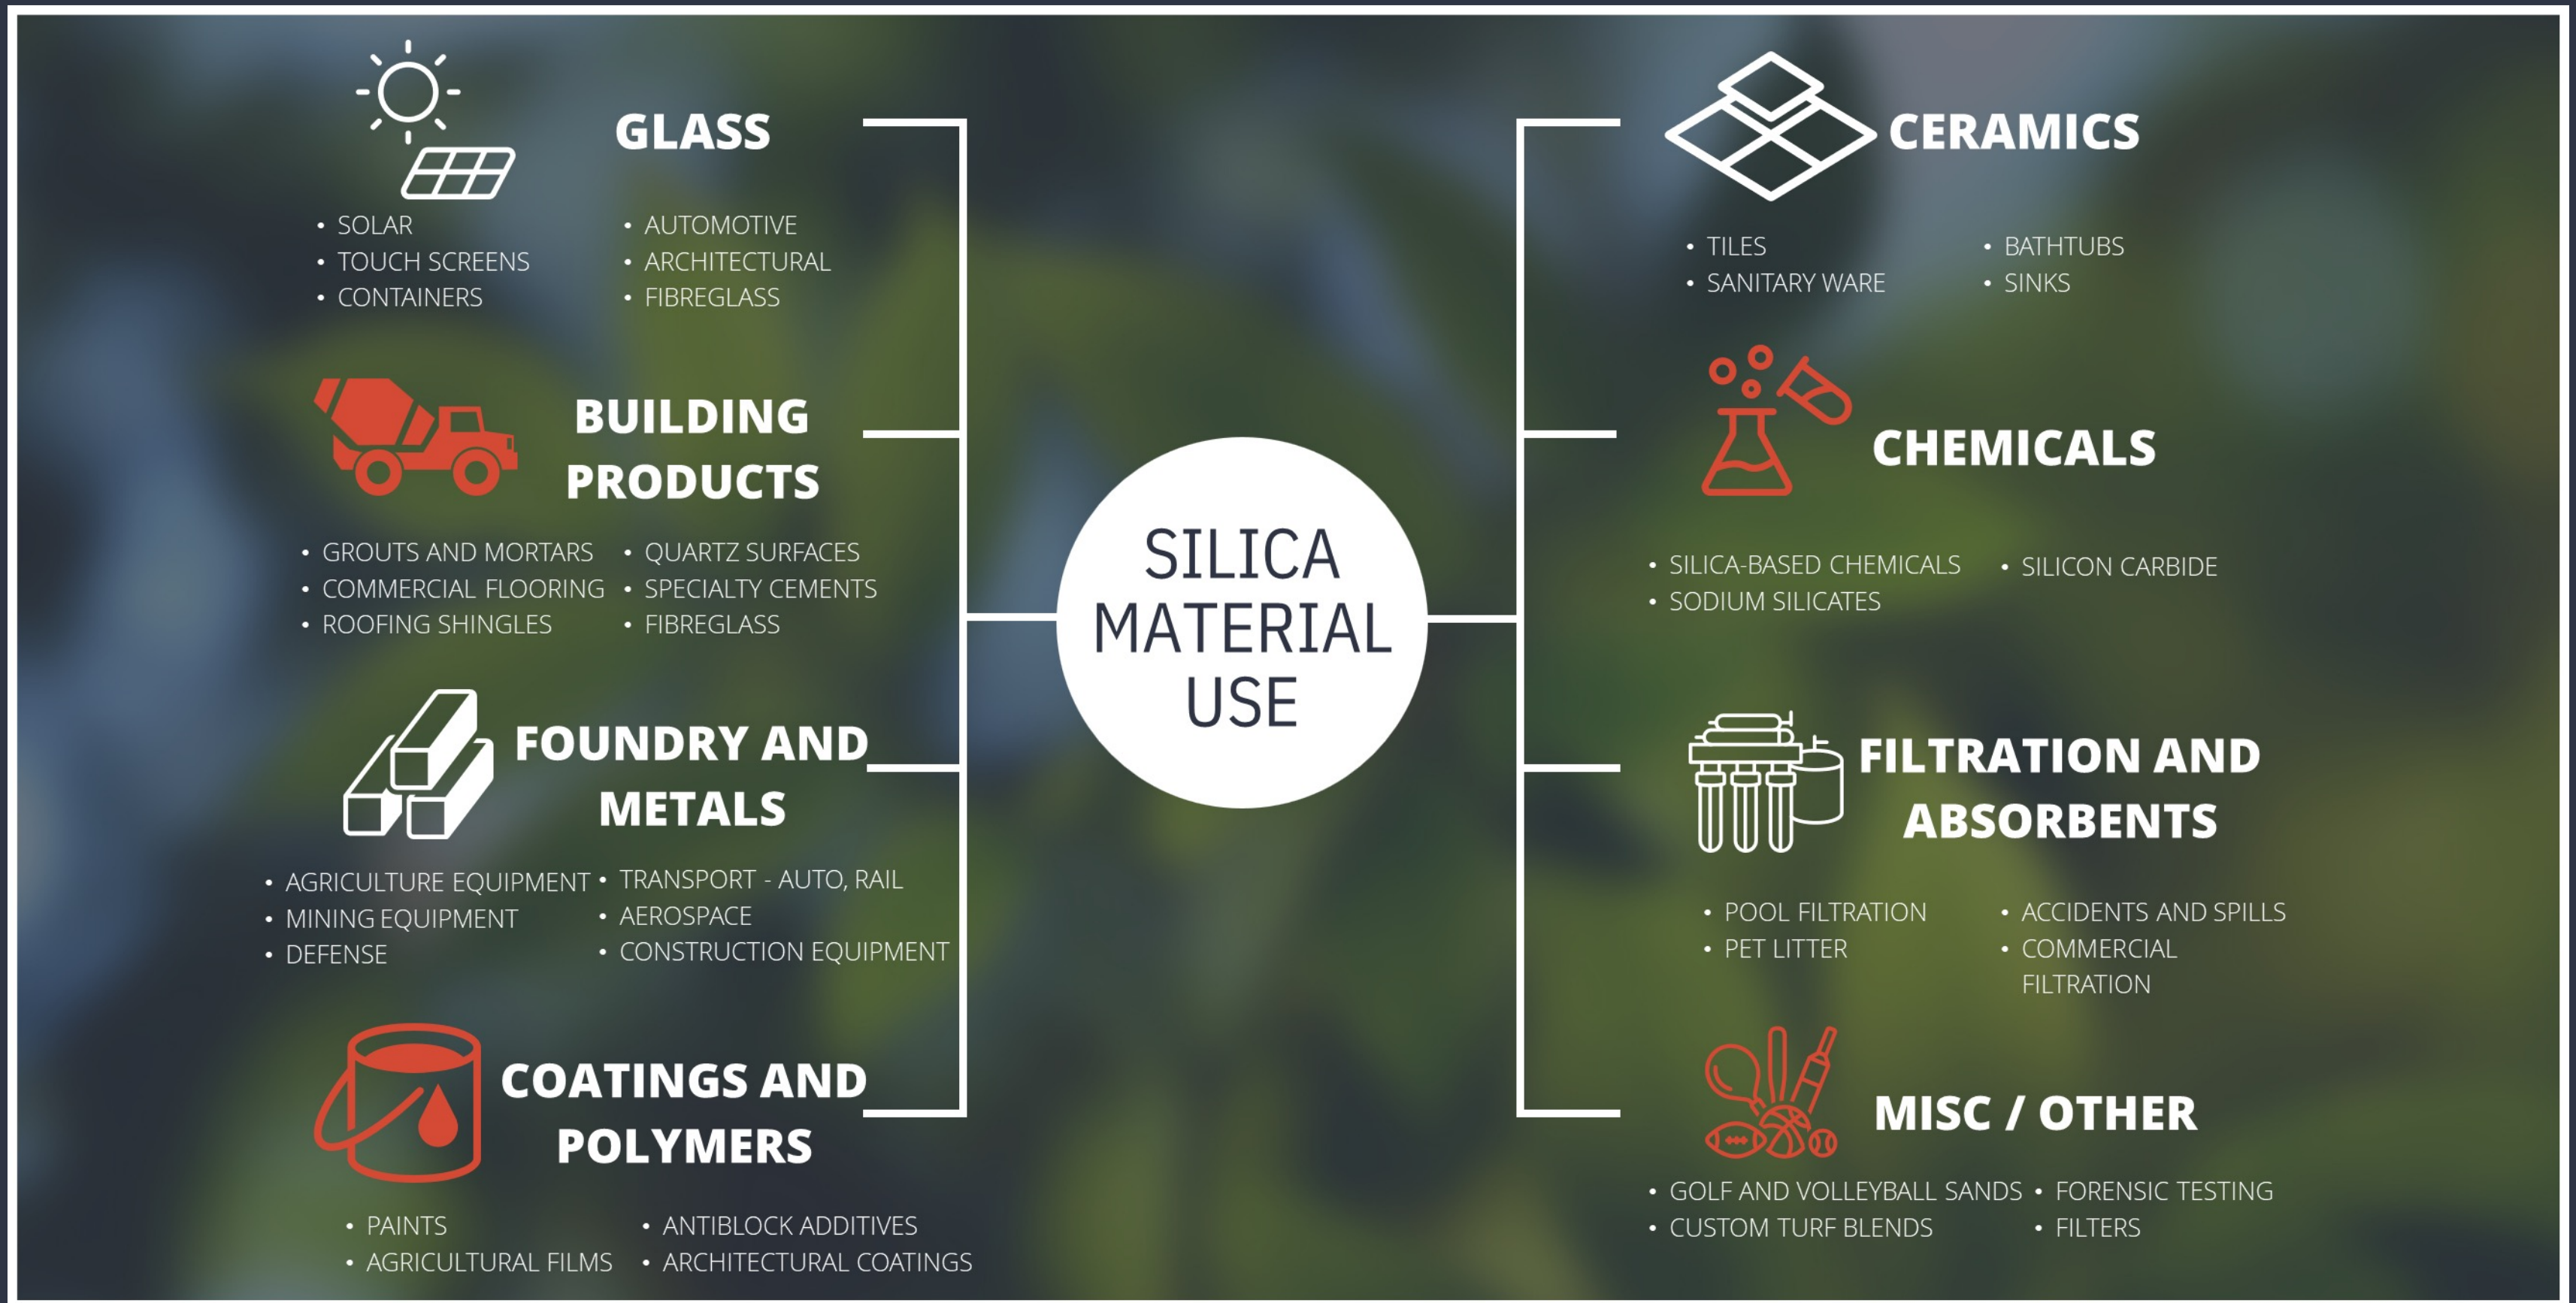 GLASS
• SOLAR
• TOUCH SCREENS
• CONTAINERS
• AUTOMOTIVE
• ARCHITECTURAL
• FIBREGLASS
BUILDING
PRODUCTS
• GROUTS AND MORTARS
• COMMERCIAL FLOORING
• ROOFING SHINGLES
• QUARTZ SURFACES
• SPECIALTY CEMENTS
• FIBREGLASS
FOUNDRY AND
METALS
• AGRICULTURE EQUIPMENT
• MINING EQUIPMENT
• DEFENSE
• TRANSPORT - AUTO, RAIL
• AEROSPACE
• CONSTRUCTION EQUIPMENT
COATINGS AND
POLYMERS
• PAINTS
• AGRICULTURAL FILMS
• ANTIBLOCK ADDITIVES
• ARCHITECTURAL COATINGS
SILICA
MATERIAL
USE
CERAMICS
• TILES
• SANITARY WARE
• BATHTUBS
• SINKS
CHEMICALS
• SILICA-BASED CHEMICALS
• SODIUM SILICATES
• SILICON CARBIDE
FILTRATION AND
ABSORBENTS
• POOL FILTRATION
• PET LITTER
• ACCIDENTS AND SPILLS
• COMMERCIAL
FILTRATION
MISC / OTHER
• GOLF AND VOLLEYBALL SANDS
• CUSTOM TURF BLENDS
• FORENSIC TESTING
• FILTERS